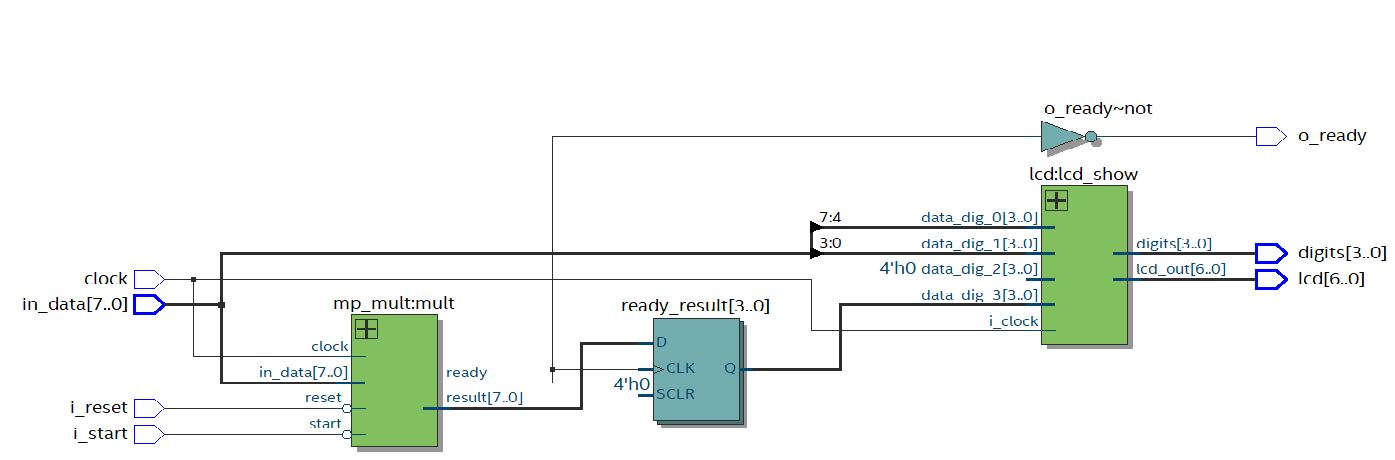 o_ready~not
o_ready
lcd:lcd_show
7:4
data_dig_0[3..0]
3:0
data_dig_1[3..0]
digits[3..0]
digits[3..0]
4'h0
data_dig_2[3..0]
lcd_out[6..0]
lcd[6..0]
clock
data_dig_3[3..0]
in_data[7..0]
mp_mult:mult
ready_result[3..0]
i_clock
clock
D
in_data[7..0]
ready
CLK
Q
4'h0
reset
result[7..0]
SCLR
i_reset
start
i_start